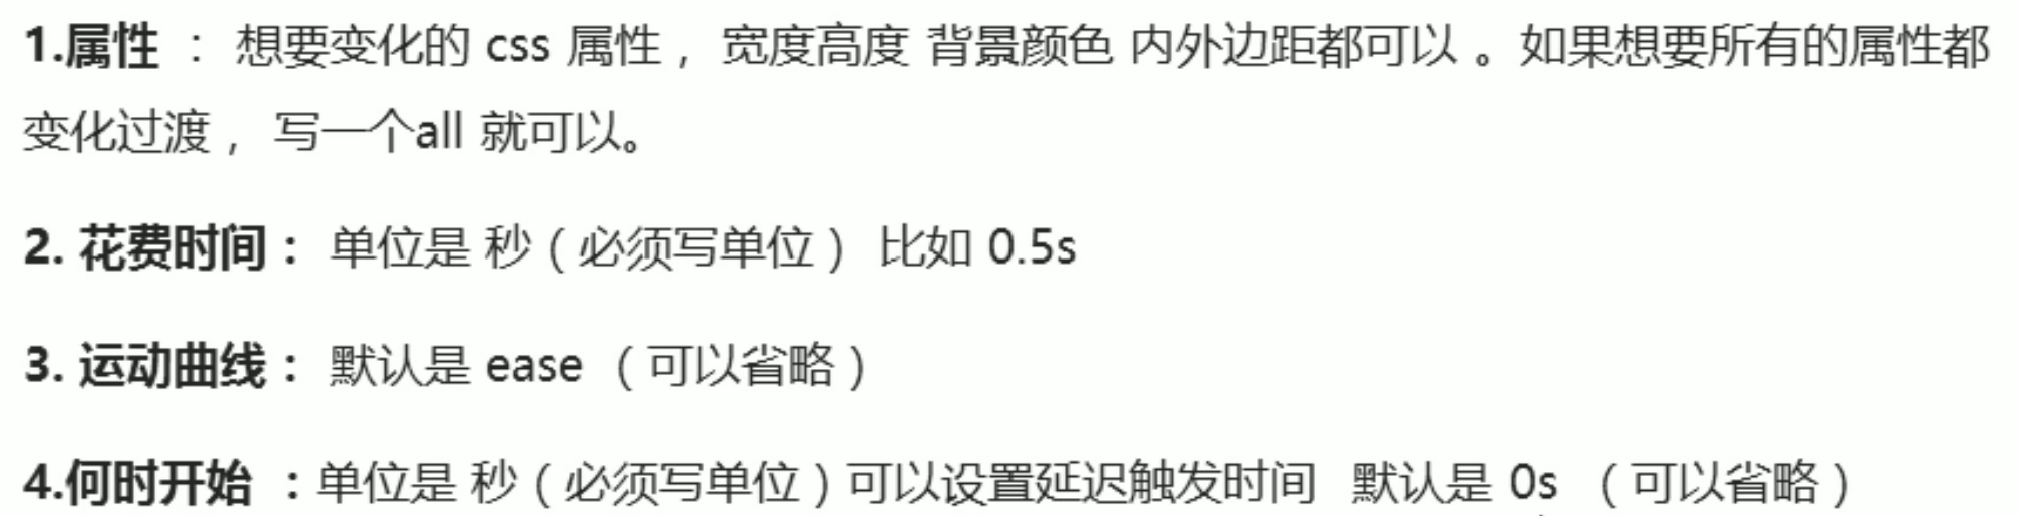 1.属性 ： 想要变化的 css 属性， 宽度高度 背景颜色 内外边距都可以 。如果想要所有的属性都
变化过渡， 写一个all 就可以。
2. 花费时间： 单位是 秒（必须写单位） 比如 0.5s
3. 运动曲线： 默认是 ease （可以省略）
4.何时开始 ：单位是 秒（必须写单位）可以设置延迟触发时间 默认是 0s （可以省略）